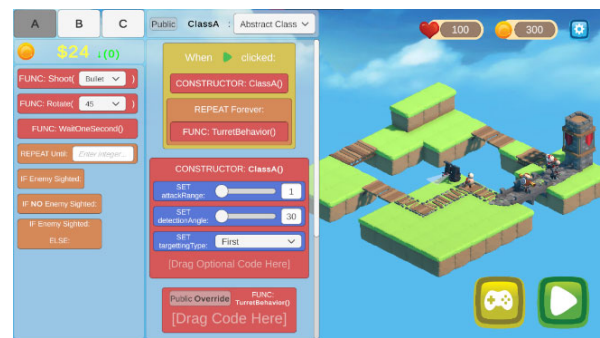 A B C
Public ClassA : Abstract Class
100
300
$24 ↓(0)
FUNC: Shoot( Bullet )
FUNC: Rotate( 45 )
FUNC: WaitOneSecond()
REPEAT Until: Enter integer...
IF Enemy Sighted:
IF NO Enemy Sighted:
IF Enemy Sighted:
ELSE:
When clicked:
CONSTRUCTOR: ClassA()
REPEAT Forever:
FUNC: TurretBehavior()
CONSTRUCTOR: ClassA()
SET
attackRange:
1
SET
detectionAngle:
30
SET
targettingType:
First
[Drag Optional Code Here]
Public Override FUNC:
TurretBehavior()
[Drag Code Here]